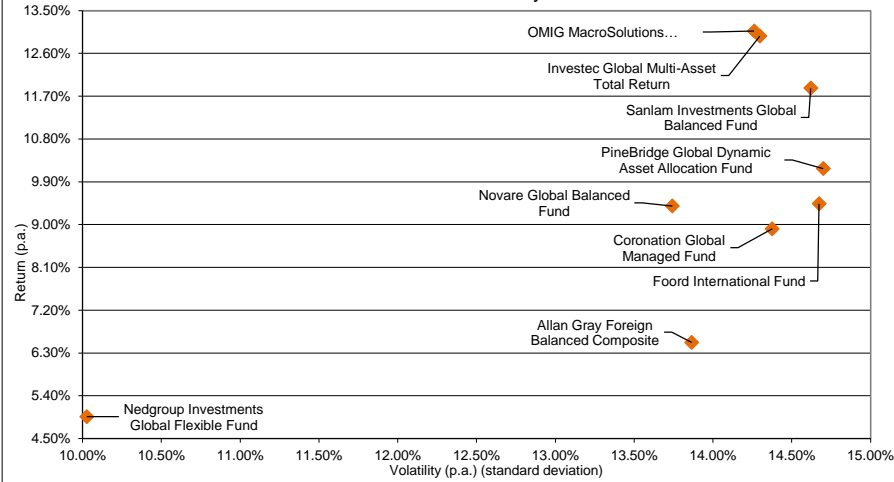 13.50%
12.60%
11.70%
10.80%
9.90%
9.00%
8.10%
7.20%
6.30%
5.40%
4.50%
Return (p.a.)
OMIG MacroSolutions…
Investec Global Multi-Asset
Total Return
Sanlam Investments Global
Balanced Fund
PineBridge Global Dynamic
Asset Allocation Fund
Novare Global Balanced
Fund
Coronation Global
Managed Fund
Foord International Fund
Allan Gray Foreign
Balanced Composite
Nedgroup Investments
Global Flexible Fund
10.00% 10.50% 11.00% 11.50% 12.00% 12.50% 13.00% 13.50% 14.00% 14.50% 15.00%
Volatility (p.a.) (standard deviation)